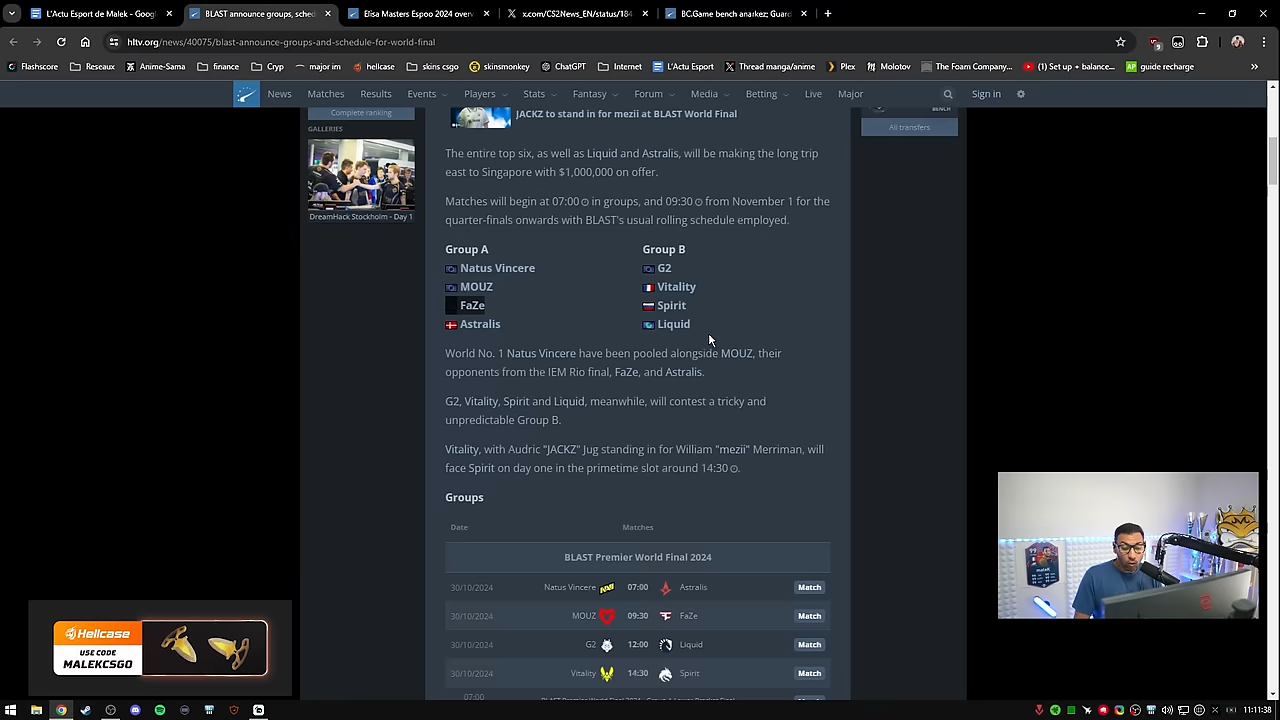 L'Actu Esport de Malek - Googl
BLAST announce groups, sched
Elisa Masters Espoo 2024 overv
x.com/CS2News_EN/status/184
BC.Game bench anarkez; Guard
hltv.org/news/40075/blast-announce-groups-and-schedule-for-world-final
Flashscore
Reseaux
Anime-Sama
finance
Cryp
major im
hellcase
skins csgo
skinsmonkey
ChatGPT
Internet
L'Actu Esport
Thread manga/anime
Plex
Molotov
The Foam Company...
(1) Set up + balance...
guide recharge
News
Matches
Results
Events
Players
Stats
Fantasy
Forum
Media
Betting
Live
Major
Sign in
Complete ranking
JACKZ to stand in for mezii at BLAST World Final
BENCH
All transfers
GALLERIES
DreamHack Stockholm - Day 1
The entire top six, as well as Liquid and Astralis, will be making the long trip
east to Singapore with $1,000,000 on offer.
Matches will begin at 07:00 in groups, and 09:30 from November 1 for the
quarter-finals onwards with BLAST's usual rolling schedule employed.
Group A
Group B
Natus Vincere
G2
MOUZ
Vitality
FaZe
Spirit
Astralis
Liquid
World No. 1 Natus Vincere have been pooled alongside MOUZ, their
opponents from the IEM Rio final, FaZe, and Astralis.
G2, Vitality, Spirit and Liquid, meanwhile, will contest a tricky and
unpredictable Group B.
Vitality, with Audric "JACKZ" Jug standing in for William "mezii" Merriman, will
face Spirit on day one in the primetime slot around 14:30.
Groups
Date
Matches
BLAST Premier World Final 2024
30/10/2024 Natus Vincere 07:00 Astralis Match
30/10/2024 MOUZ 09:30 FaZe Match
30/10/2024 G2 12:00 Liquid Match
30/10/2024 Vitality 14:30 Spirit Match
07:00
Hellcase
USE CODE
MALEKCSGO
11:11:38